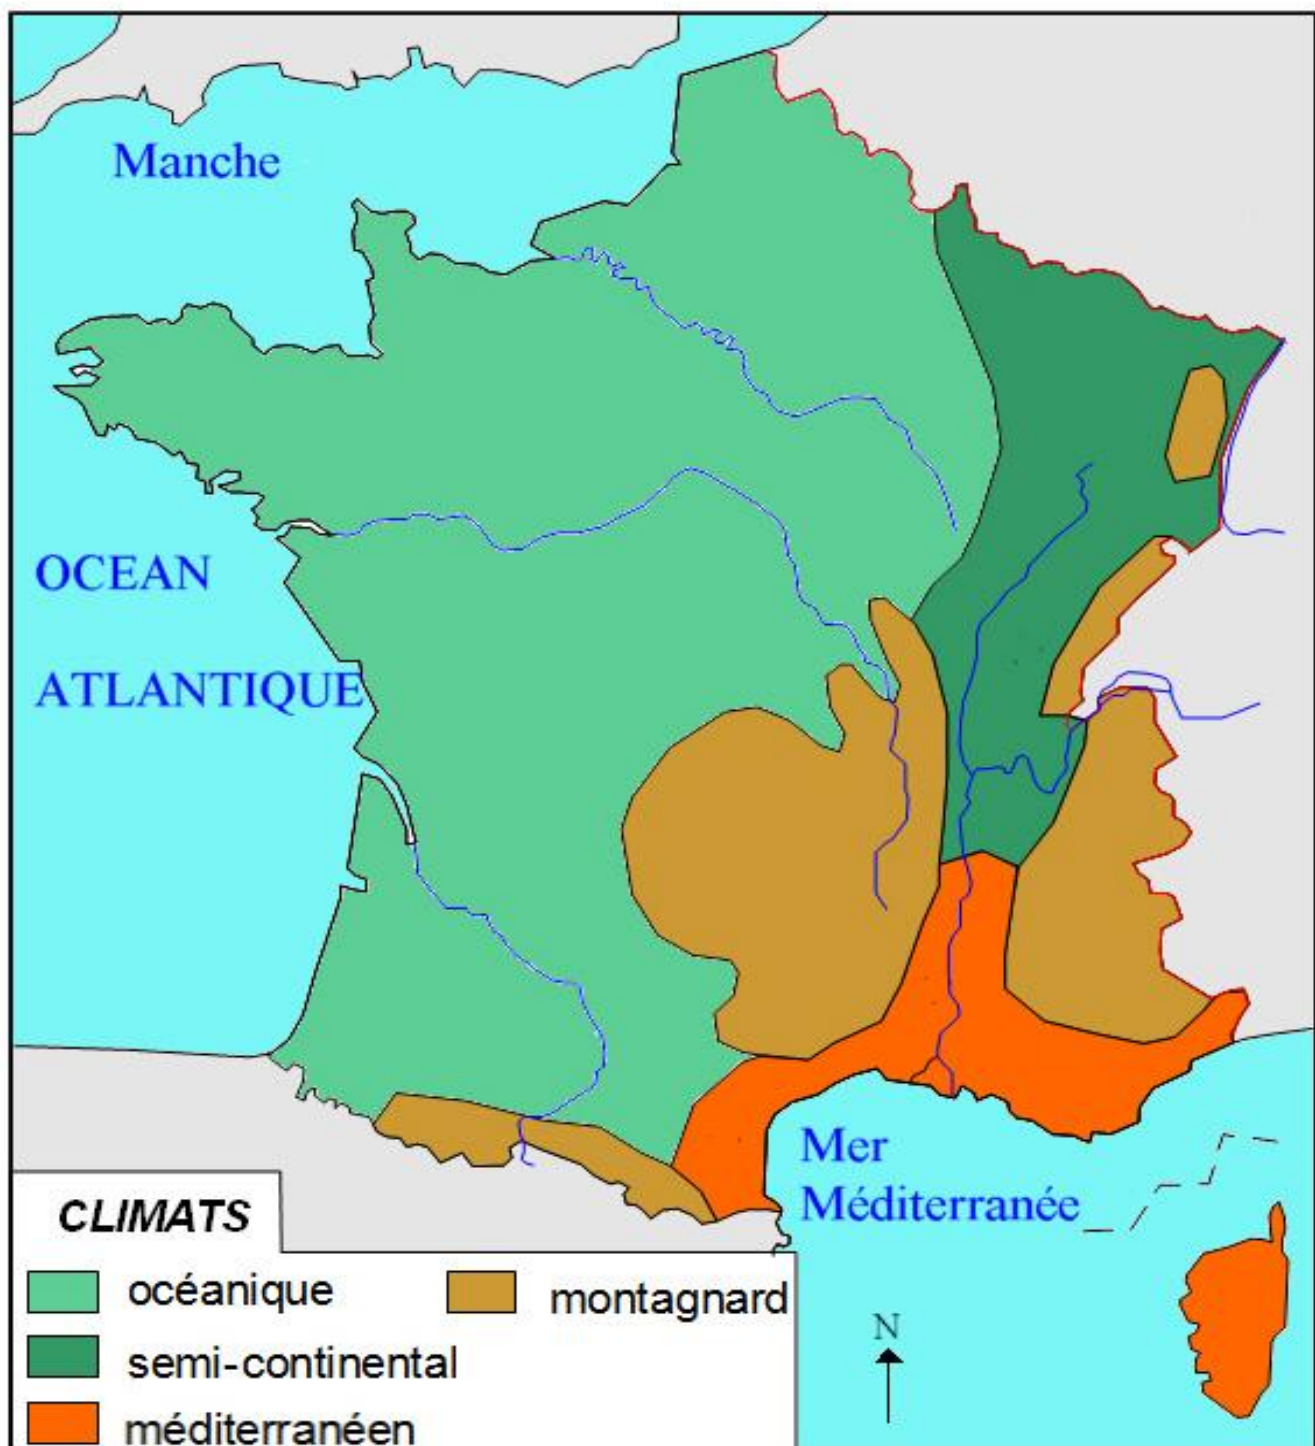 Manche
OCEAN
ATLANTIQUE
Mer
Méditerranée
N
CLIMATS
océanique
montagnard
semi-continental
méditerranéen